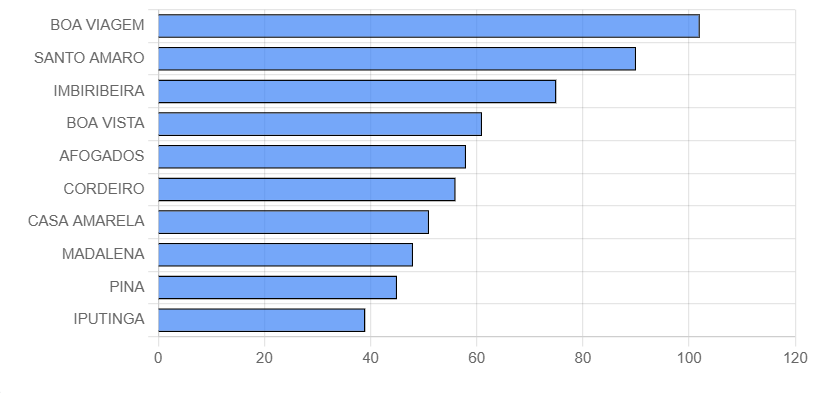 BOA VIAGEM
SANTO AMARO
IMBIRIBEIRA
BOA VISTA
AFOGADOS
CORDEIRO
CASA AMARELA
MADALENA
PINA
IPUTINGA
0 20 40 60 80 100 120